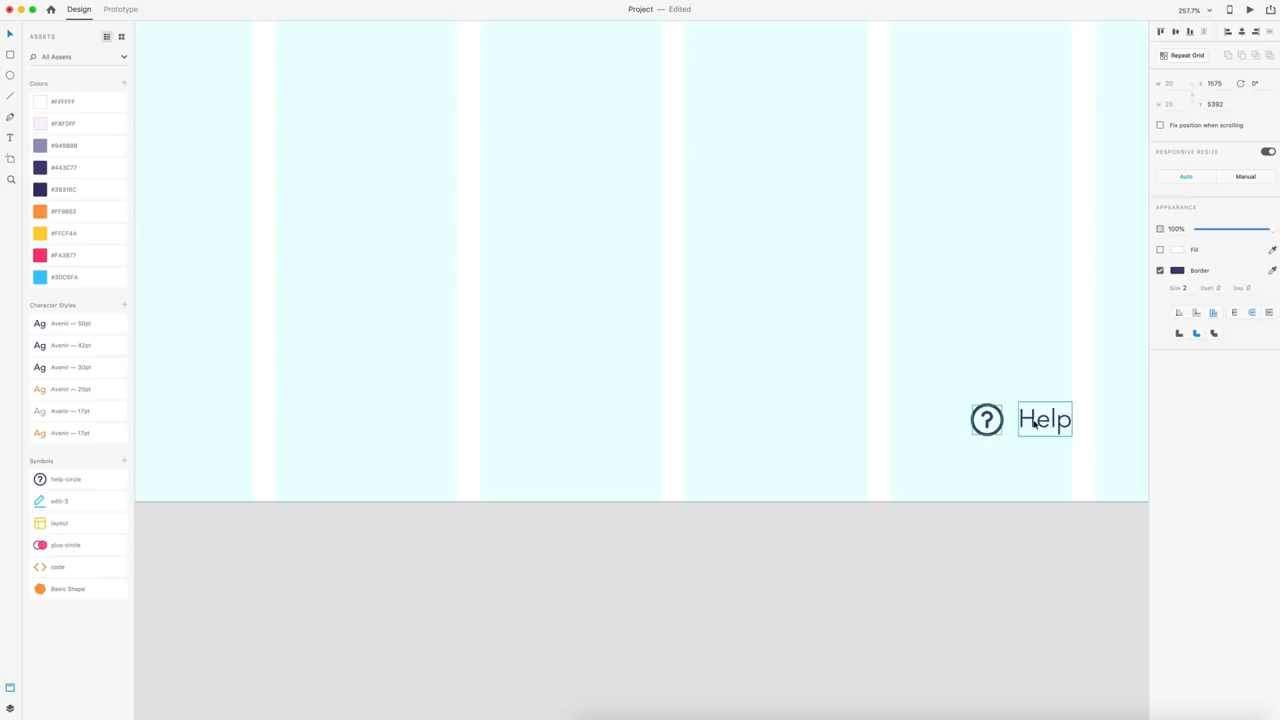 Design
Prototype
Project — Edited
257.7%
ASSETS
All Assets
Colors
#FFFFFF
#F8F2FF
#9498BB
#443C77
#39316C
#FF9B52
#FFCF4A
#FA3877
#3DC6FA
Character Styles
Ag Avenir — 50pt
Ag Avenir — 42pt
Ag Avenir — 30pt
Ag Avenir — 20pt
Ag Avenir — 17pt
Ag Avenir — 17pt
Symbols
help-circle
edit-3
layout
plus-circle
code
Basic Shape
? Help
Repeat Grid
W 20 X 1575 0°
H 20 Y 5392
Fix position when scrolling
RESPONSIVE RESIZE
Auto
Manual
APPEARANCE
100%
Fill
Border
Size 2 Dash 0 Gap 0